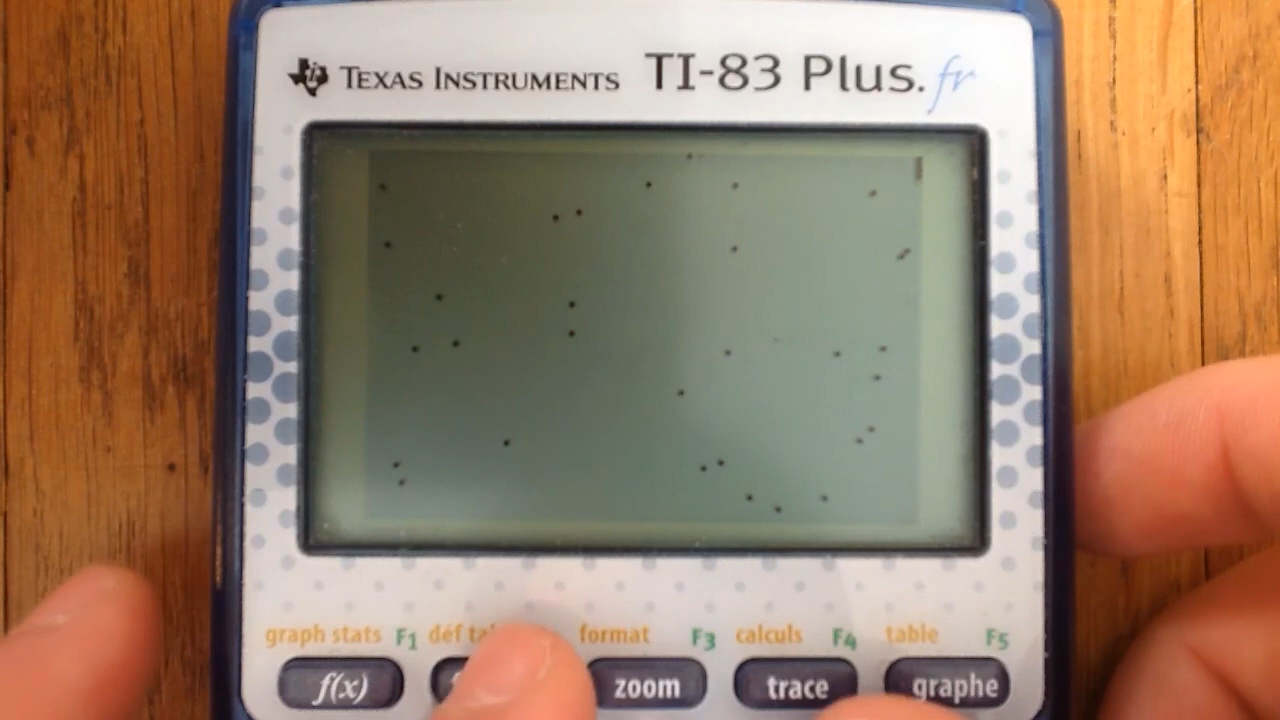 TEXAS INSTRUMENTS TI-83 Plus.fr
graph stats F1 déf F3 format calculs F4 table F5
f(x) zoom trace graphe